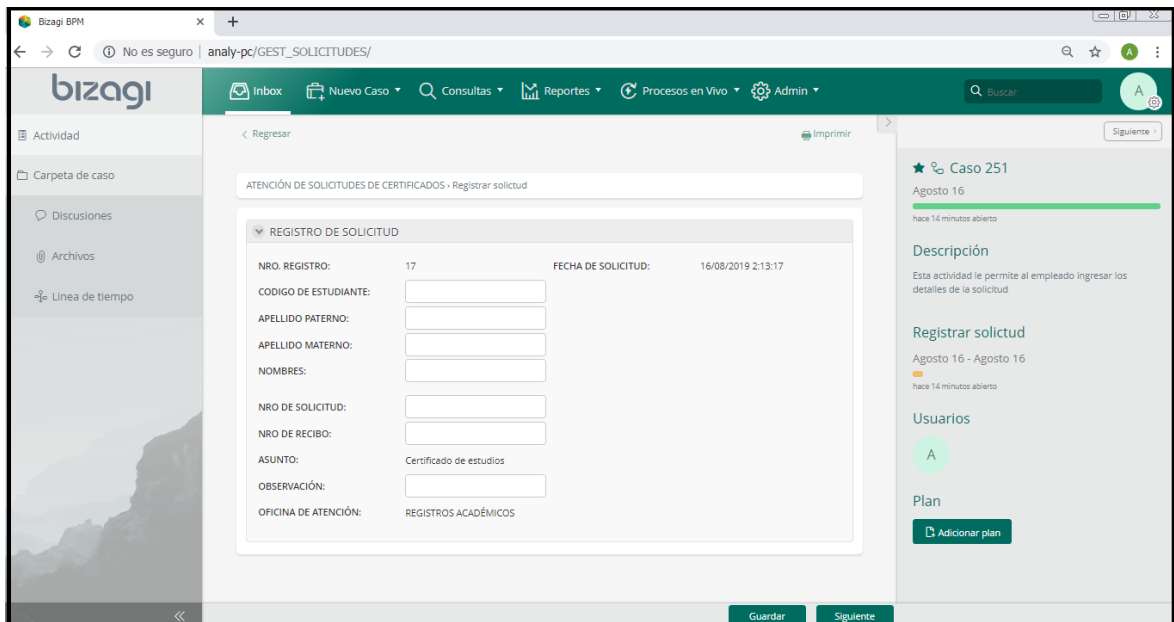 Bizagi BPM
No es seguro | analy-pc/GEST_SOLICITUDES/
A
bizagi
Inbox Nuevo Caso Consultas Reportes Procesos en Vivo Admin Buscar A
Actividad
Carpeta de caso
Discusiones
Archivos
Linea de tiempo
Regresar Imprimir
ATENCIÓN DE SOLICITUDES DE CERTIFICADOS › Registrar solictud
REGISTRO DE SOLICITUD
NRO. REGISTRO: 17 FECHA DE SOLICITUD: 16/08/2019 2:13:17
CODIGO DE ESTUDIANTE:
APELLIDO PATERNO:
APELLIDO MATERNO:
NOMBRES:
NRO DE SOLICITUD:
NRO DE RECIBO:
ASUNTO: Certificado de estudios
OBSERVACIÓN:
OFICINA DE ATENCIÓN: REGISTROS ACADÉMICOS
Guardar Siguiente
Siguiente
Caso 251
Agosto 16
hace 14 minutos abierto
Descripción
Esta actividad le permite al empleado ingresar los
detalles de la solicitud
Registrar solictud
Agosto 16 - Agosto 16
hace 14 minutos abierto
Usuarios
A
Plan
Adicionar plan